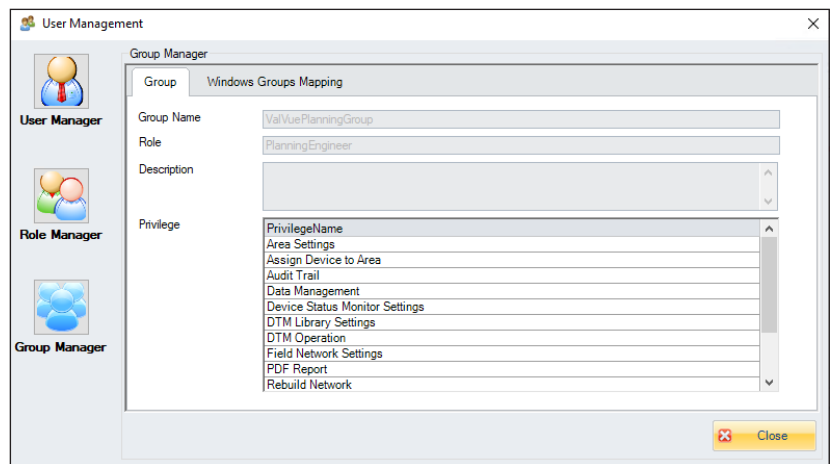 User Management
User Manager
Role Manager
Group Manager
Group Manager
Group
Windows Groups Mapping
Group Name
ValVuePlanningGroup
Role
PlanningEngineer
Description
Privilege
PrivilegeName
Area Settings
Assign Device to Area
Audit Trail
Data Management
Device Status Monitor Settings
DTM Library Settings
DTM Operation
Field Network Settings
PDF Report
Rebuild Network
Close